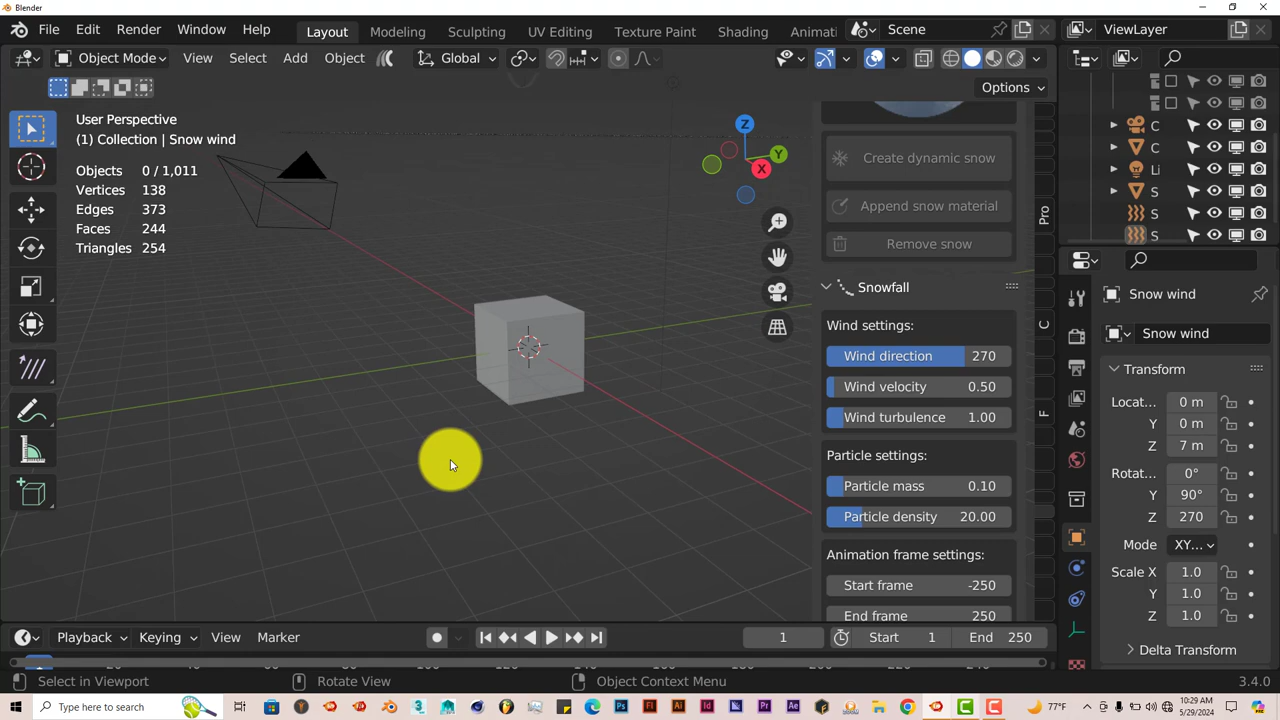 Blender
File Edit Render Window Help Layout Modeling Sculpting UV Editing Texture Paint Shading Animati Scene ViewLayer
Object Mode View Select Add Object Global
Options
User Perspective
(1) Collection | Snow wind
Objects 0 / 1,011
Vertices 138
Edges 373
Faces 244
Triangles 254
Z
Y
X
Create dynamic snow
Append snow material
Remove snow
Snowfall
Wind settings:
Wind direction 270
Wind velocity 0.50
Wind turbulence 1.00
Particle settings:
Particle mass 0.10
Particle density 20.00
Animation frame settings:
Start frame -250
End frame 250
Pro
C
F
C
C
Li
S
S
S
Snow wind
Snow wind
Transform
Locat... 0 m
Y 0 m
Z 7 m
Rotat... 0°
Y 90°
Z 270
Mode XY...
Scale X 1.0
Y 1.0
Z 1.0
Delta Transform
Playback Keying View Marker 1 Start 1 End 250
Select in Viewport Rotate View Object Context Menu 3.4.0
Type here to search 77°F 10:29 AM
5/29/2024